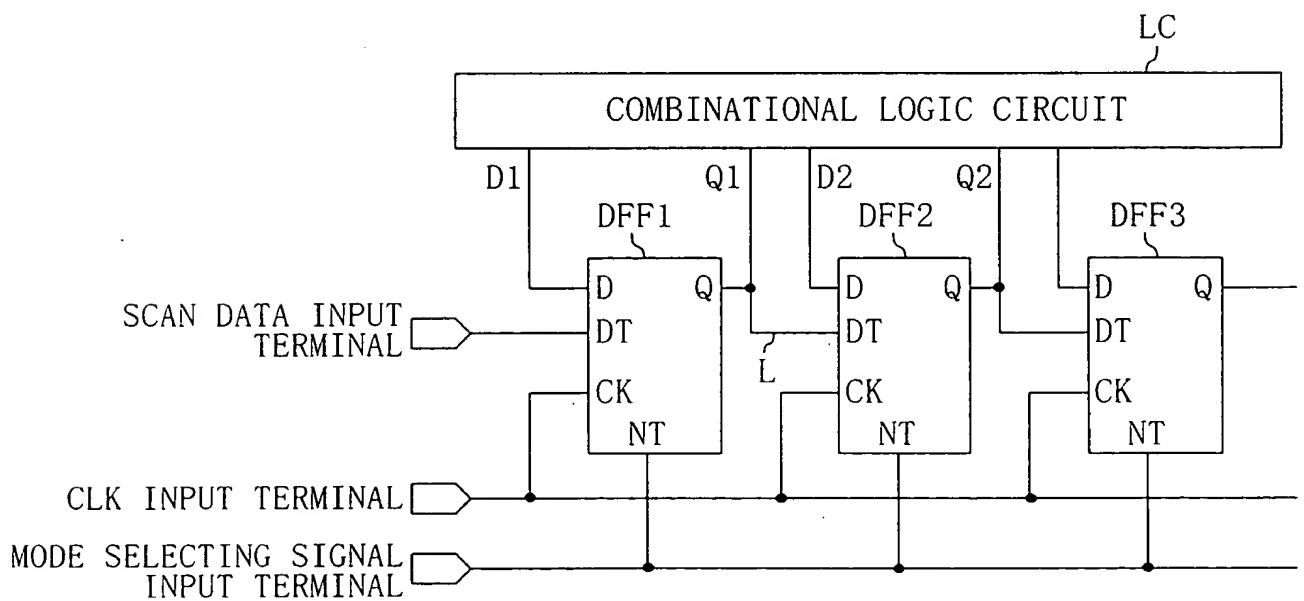 LC
COMBINATIONAL LOGIC CIRCUIT
D1
Q1
D2
Q2
DFF1
DFF2
DFF3
D
Q
D
Q
D
Q
SCAN DATA INPUT
TERMINAL
DT
DT
DT
L
CK
CK
CK
NT
NT
NT
CLK INPUT TERMINAL
MODE SELECTING SIGNAL
INPUT TERMINAL